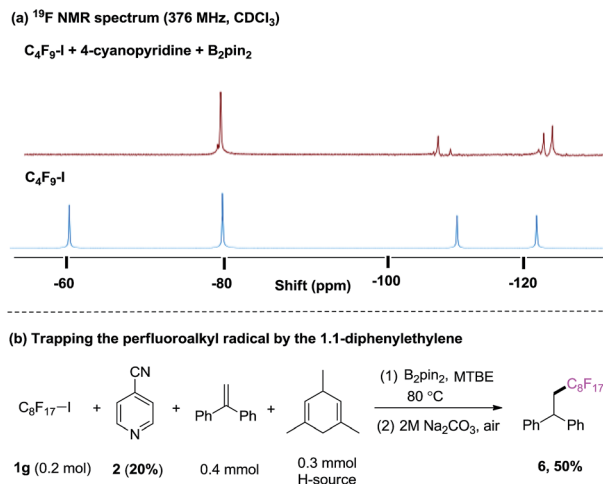 (a) ¹⁹F NMR spectrum (376 MHz, CDCl₃)
C₄F₉-I + 4-cyanopyridine + B₂pin₂
C₄F₉-I
-60 -80 -100 -120
Shift (ppm)
(b) Trapping the perfluoroalkyl radical by the 1.1-diphenylethylene
CN
N
C₈F₁₇–I + + Ph Ph +
(1) B₂pin₂, MTBE
80 °C
(2) 2M Na₂CO₃, air
C₈F₁₇
Ph Ph
1g (0.2 mol) 2 (20%) 0.4 mmol 0.3 mmol
H-source
6, 50%